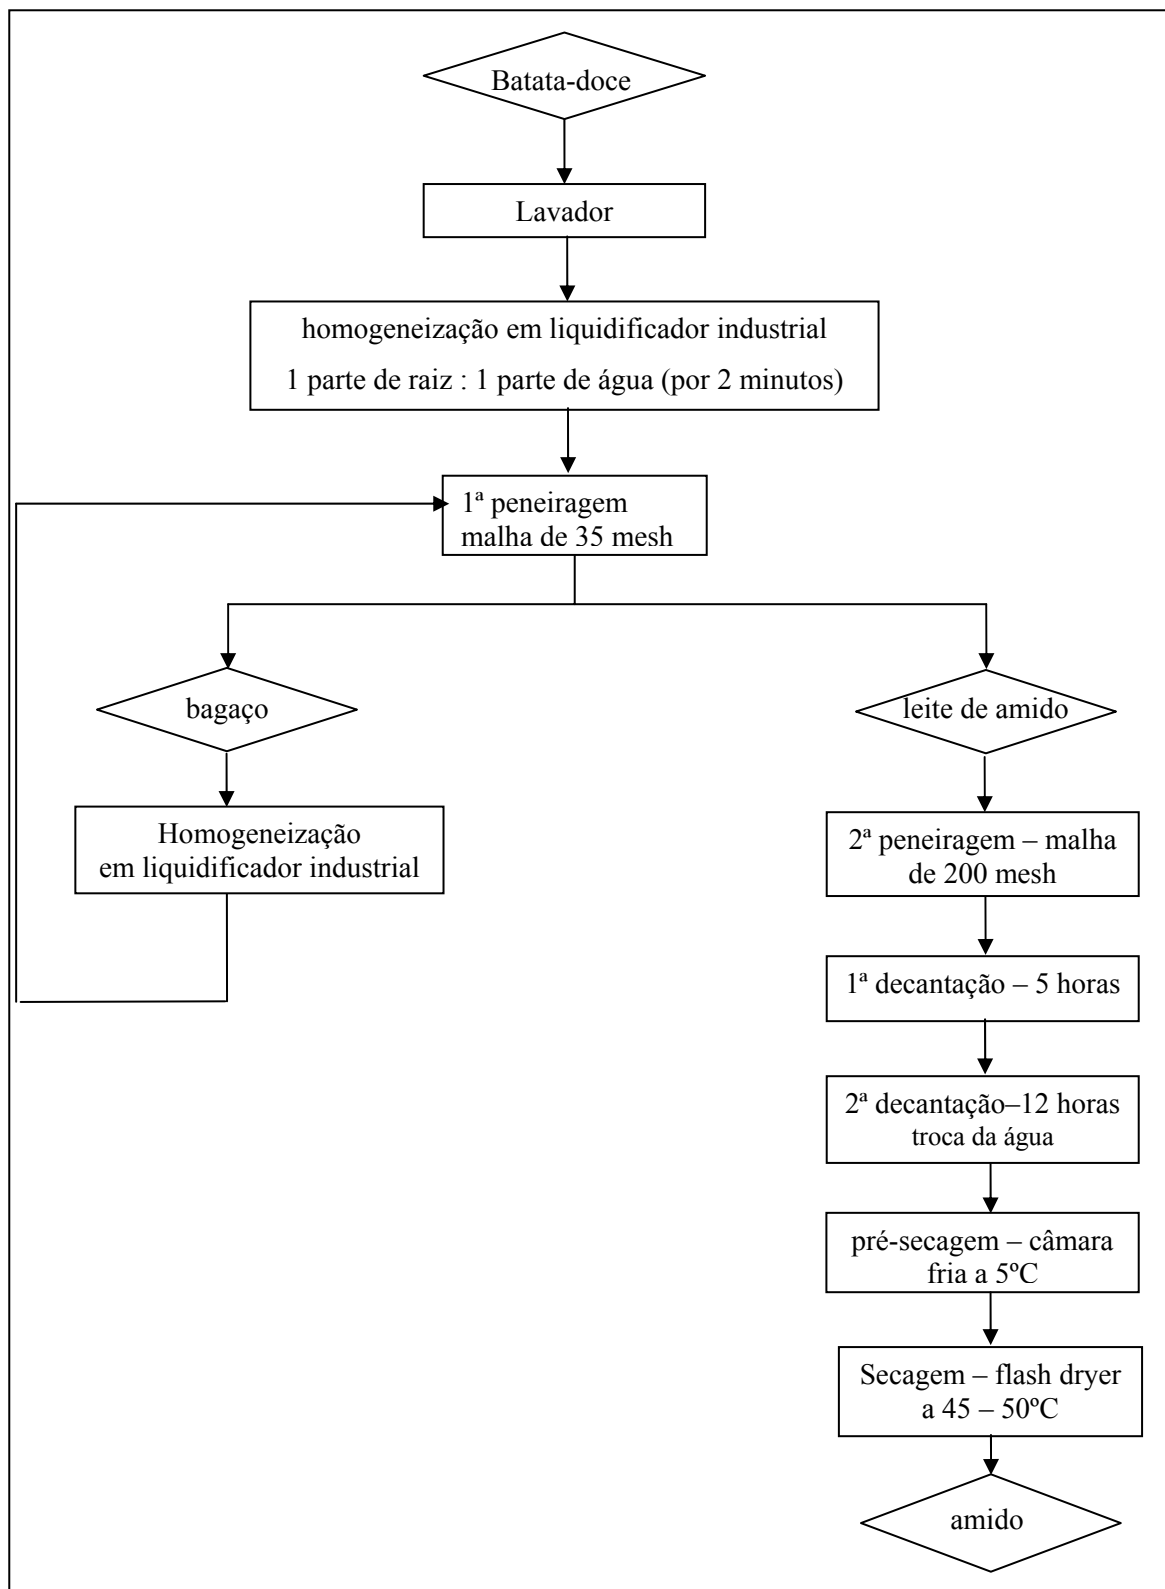 Batata-doce
Lavador
homogeneização em liquidificador industrial
1 parte de raiz : 1 parte de água (por 2 minutos)
1ª peneiragem
malha de 35 mesh
bagaço
Homogeneização
em liquidificador industrial
leite de amido
2ª peneiragem – malha
de 200 mesh
1ª decantação – 5 horas
2ª decantação–12 horas
troca da água
pré-secagem – câmara
fria a 5ºC
Secagem – flash dryer
a 45 – 50ºC
amido